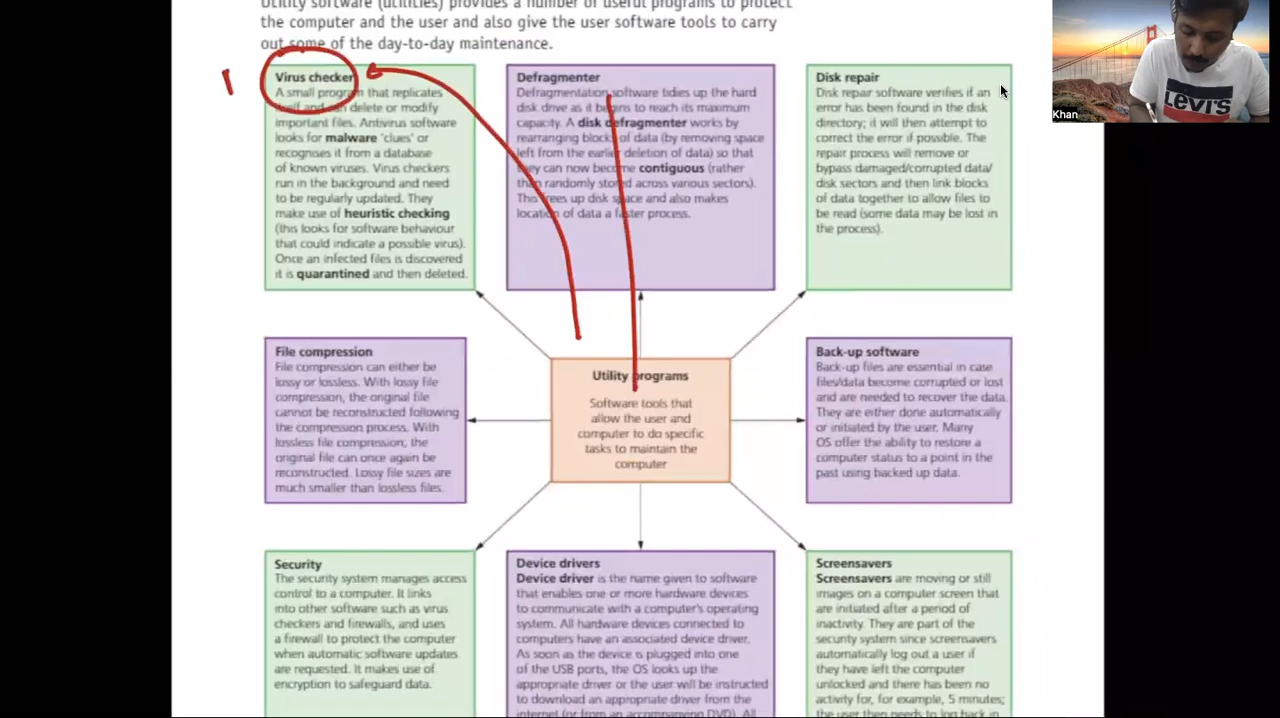 Utility software (utilities) provides a number of useful programs to protect
the computer and the user and also give the user software tools to carry
out some of the day-to-day maintenance.
1
Virus checker
A small program that replicates
itself and can delete or modify
important files. Antivirus software
looks for malware 'clues' or
recognises it from a database
of known viruses. Virus checkers
run in the background and need
to be regularly updated. They
make use of heuristic checking
(this looks for software behaviour
that could indicate a possible virus).
Once an infected files is discovered
it is quarantined and then deleted.
Defragmenter
Defragmentation software tidies up the hard
disk drive as it begins to reach its maximum
capacity. A disk defragmenter works by
rearranging blocks of data (by removing space
left from the earlier deletion of data) so that
they can now become contiguous (rather
than randomly stored across various sectors).
This frees up disk space and also makes
location of data a faster process.
Disk repair
Disk repair software verifies if an
error has been found in the disk
directory; it will then attempt to
correct the error if possible. The
repair process will remove or
bypass damaged/corrupted data/
disk sectors and then link blocks
of data together to allow files to
be read (some data may be lost in
the process).
LEVI'S
Khan
File compression
File compression can either be
lossy or lossless. With lossy file
compression, the original file
cannot be reconstructed following
the compression process. With
lossless file compression, the
original file can once again be
reconstructed. Lossy file sizes are
much smaller than lossless files.
Utility programs
Software tools that
allow the user and
computer to do specific
tasks to maintain the
computer
Back-up software
Back-up files are essential in case
files/data become corrupted or lost
and are needed to recover the data.
They are either done automatically
or initiated by the user. Many
OS offer the ability to restore a
computer status to a point in the
past using backed up data.
Security
The security system manages access
control to a computer. It links
into other software such as virus
checkers and firewalls, and uses
a firewall to protect the computer
when automatic software updates
are requested. It makes use of
encryption to safeguard data.
Device drivers
Device driver is the name given to software
that enables one or more hardware devices
to communicate with a computer's operating
system. All hardware devices connected to
computers have an associated device driver.
As soon as the device is plugged into one
of the USB ports, the OS looks up the
appropriate driver or the user will be instructed
to download an appropriate driver from the
internet (or from an accompanying DVD). All
Screensavers
Screensavers are moving or still
images on a computer screen that
are initiated after a period of
inactivity. They are part of the
security system since screensavers
automatically log out a user if
they have left the computer
unlocked and there has been no
activity for, for example, 5 minutes;
the user then needs to log back in